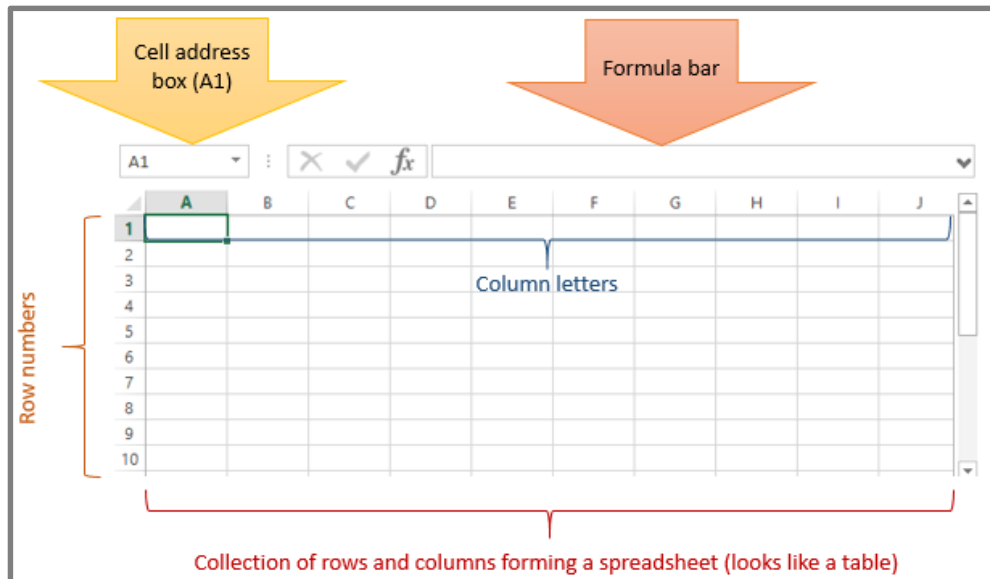 Cell address
box (A1)
Formula bar
A1
fx
A B C D E F G H I J
1
2
3
Column letters
4
5
6
7
8
9
10
Row numbers
Collection of rows and columns forming a spreadsheet (looks like a table)